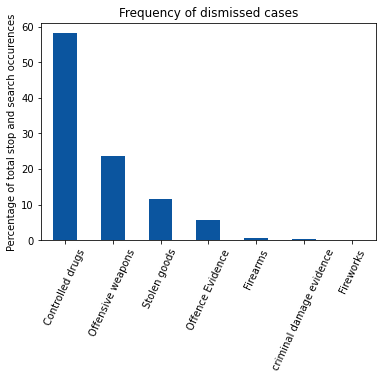 Frequency of dismissed cases
Percentage of total stop and search occurences
60
50
40
30
20
10
0
Controlled drugs
Offensive weapons
Stolen goods
Offence Evidence
Firearms
criminal damage evidence
Fireworks